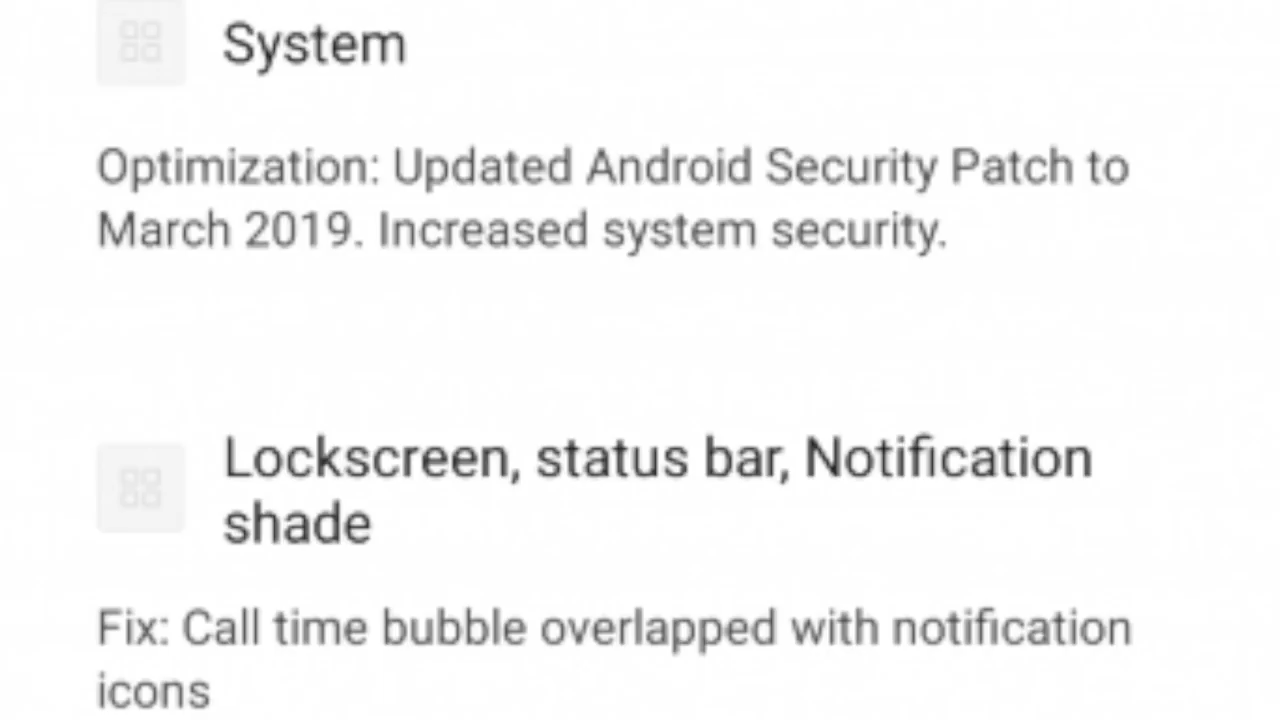 System
Optimization: Updated Android Security Patch to
March 2019. Increased system security.
Lockscreen, status bar, Notification
shade
Fix: Call time bubble overlapped with notification
icons